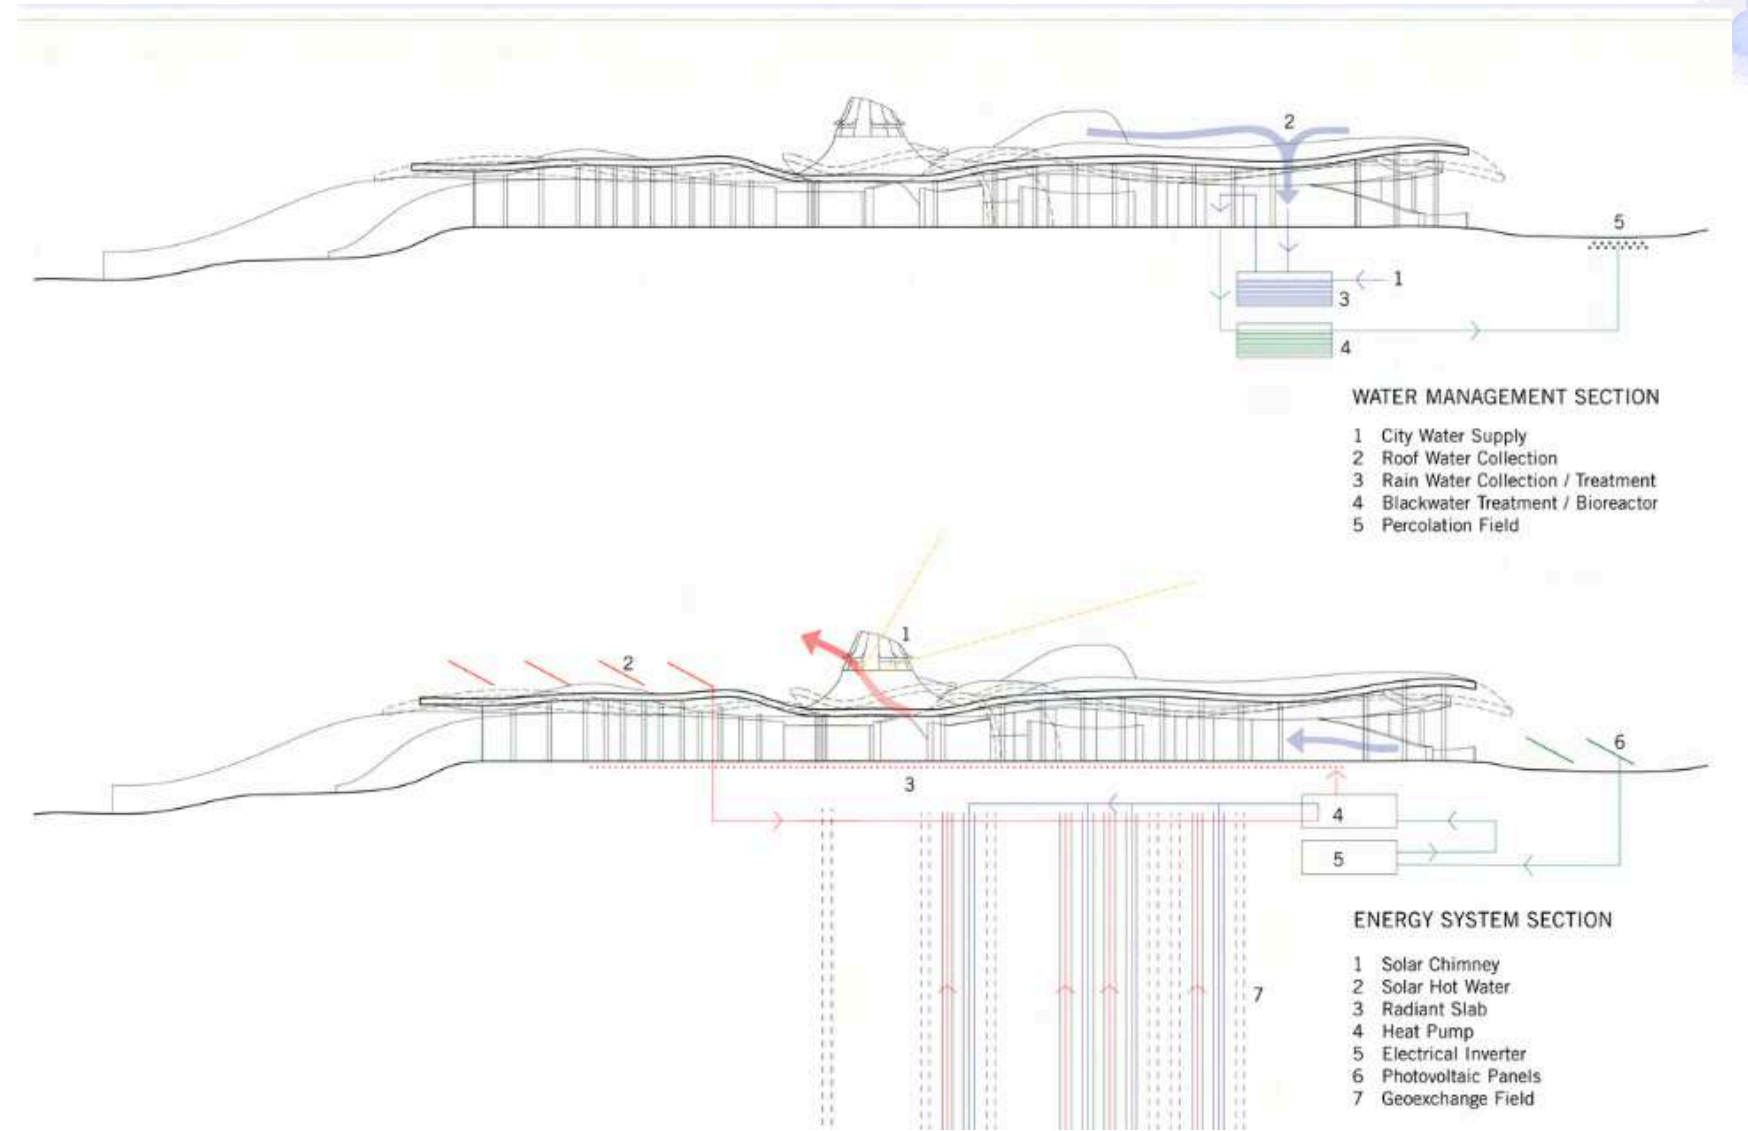 2
5
1
3
4
WATER MANAGEMENT SECTION
1 City Water Supply
2 Roof Water Collection
3 Rain Water Collection / Treatment
4 Blackwater Treatment / Bioreactor
5 Percolation Field
1
2
6
3
4
5
7
ENERGY SYSTEM SECTION
1 Solar Chimney
2 Solar Hot Water
3 Radiant Slab
4 Heat Pump
5 Electrical Inverter
6 Photovoltaic Panels
7 Geoexchange Field